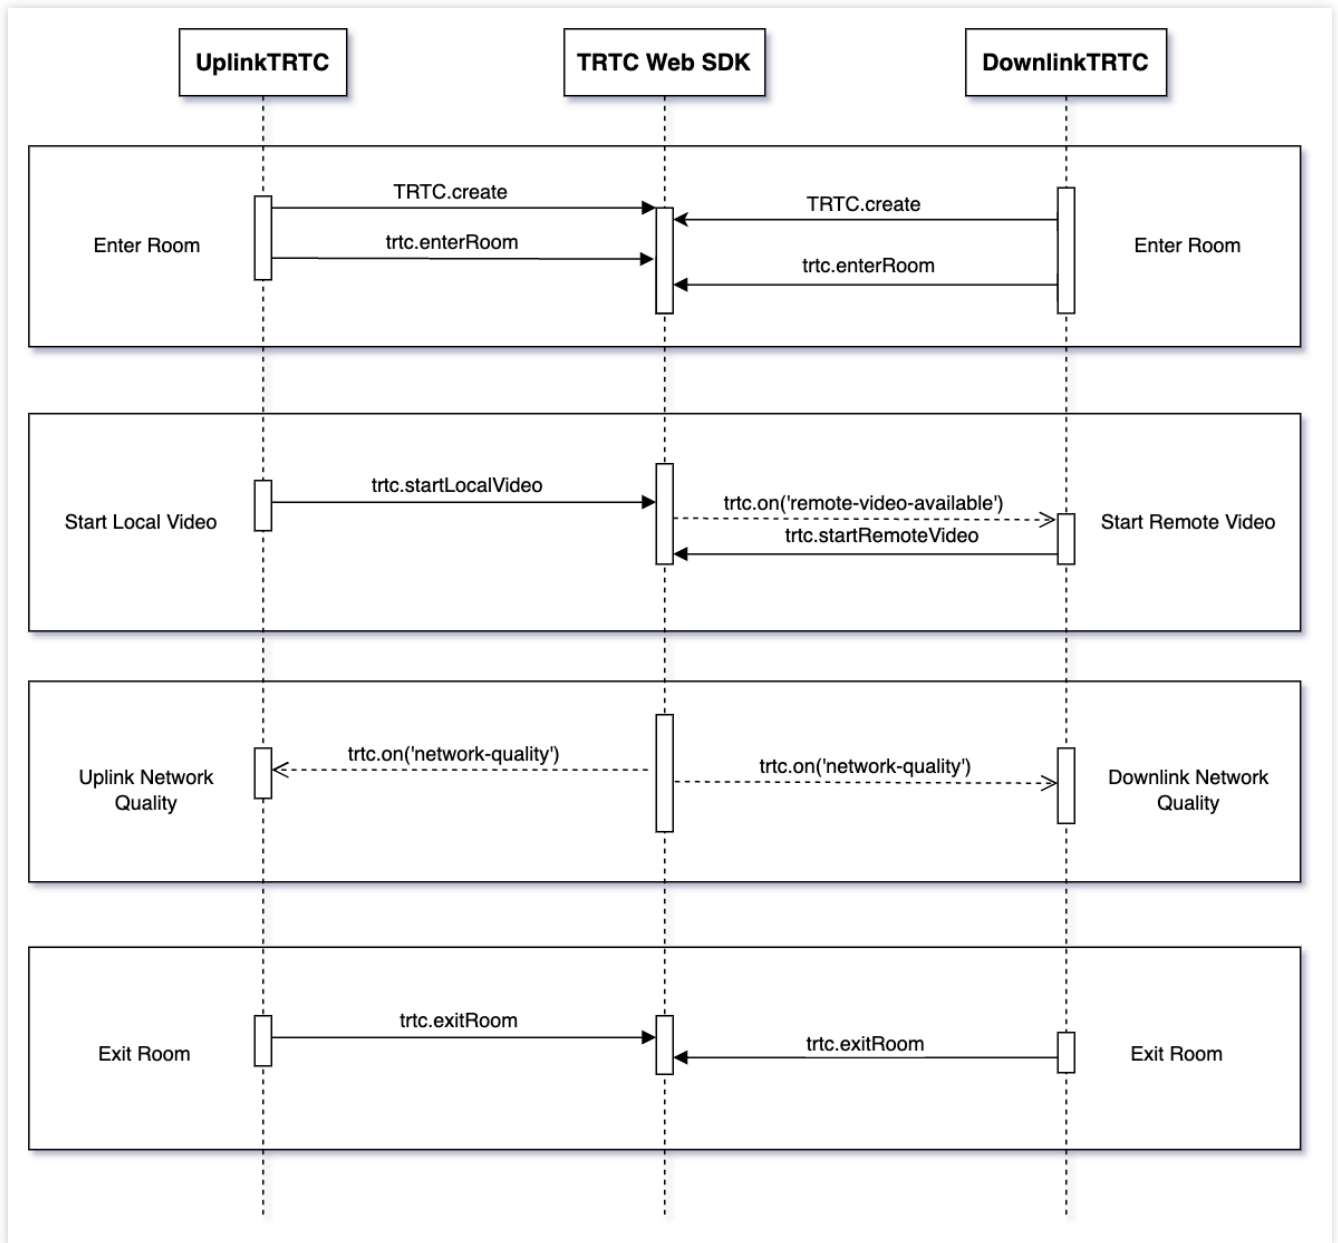 UplinkTRTC
TRTC Web SDK
DownlinkTRTC
TRTC.create
TRTC.create
Enter Room
trtc.enterRoom
trtc.enterRoom
Enter Room
trtc.startLocalVideo
trtc.on('remote-video-available')
Start Local Video
Start Remote Video
trtc.startRemoteVideo
trtc.on('network-quality')
trtc.on('network-quality')
Uplink Network
Quality
Downlink Network
Quality
trtc.exitRoom
trtc.exitRoom
Exit Room
Exit Room